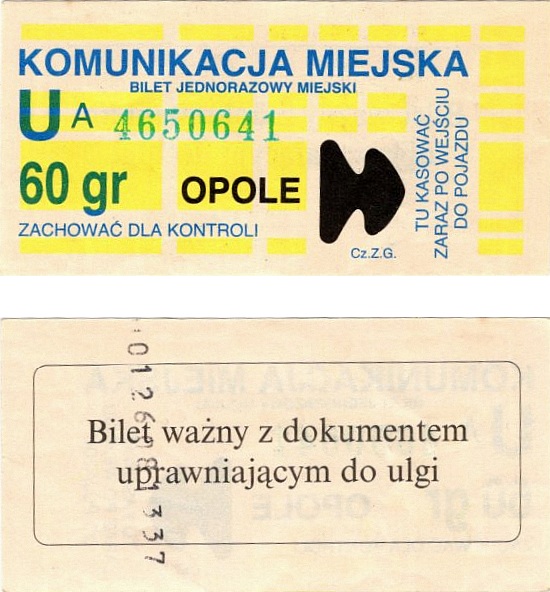 KOMUNIKACJA MIEJSKA
BILET JEDNORAZOWY MIEJSKI
U A 4650641
60 gr OPOLE
ZACHOWAĆ DLA KONTROLI
Cz.Z.G.
TU KASOWAĆ
ZARAZ PO WEJŚCIU
DO POJAZDU
Bilet ważny z dokumentem
uprawniającym do ulgi